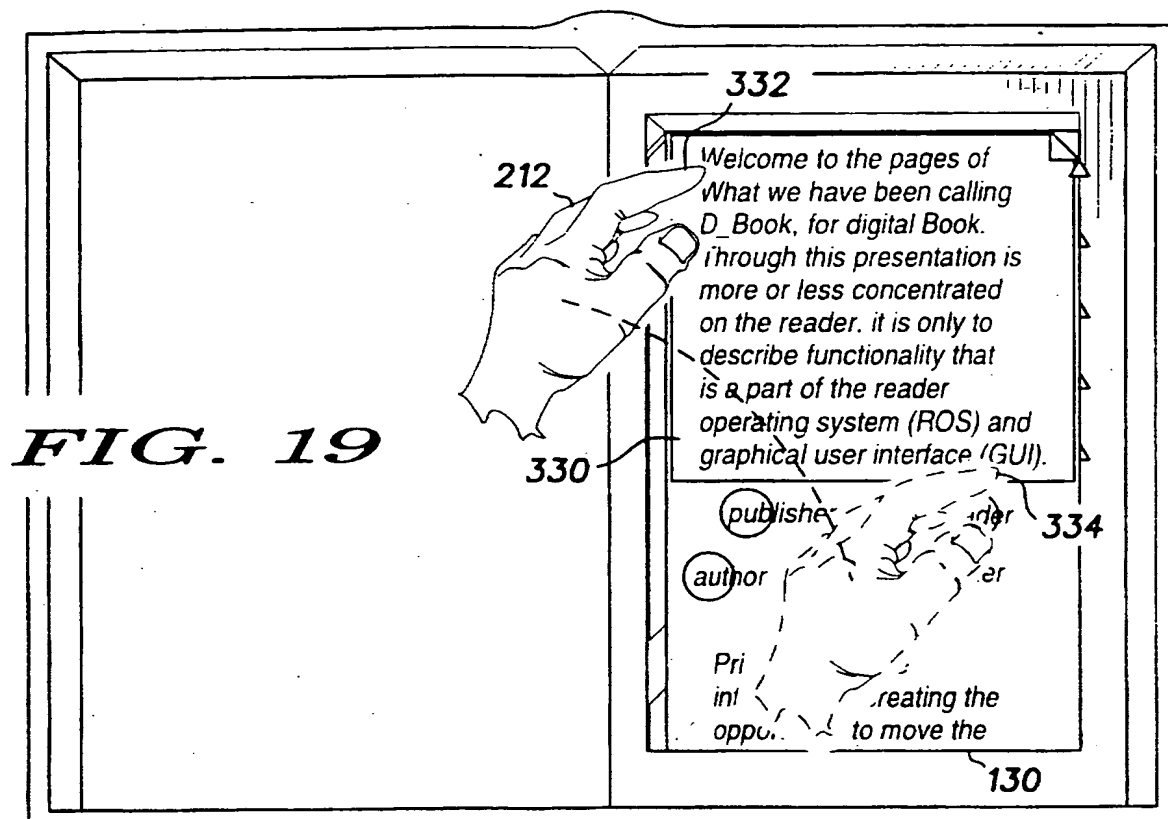 332
212
Welcome to the pages of
What we have been calling
D_Book, for digital Book.
Through this presentation is
more or less concentrated
on the reader. it is only to
describe functionality that
is a part of the reader
operating system (ROS) and
graphical user interface (GUI).
FIG. 19
330
334
author
to move the
130